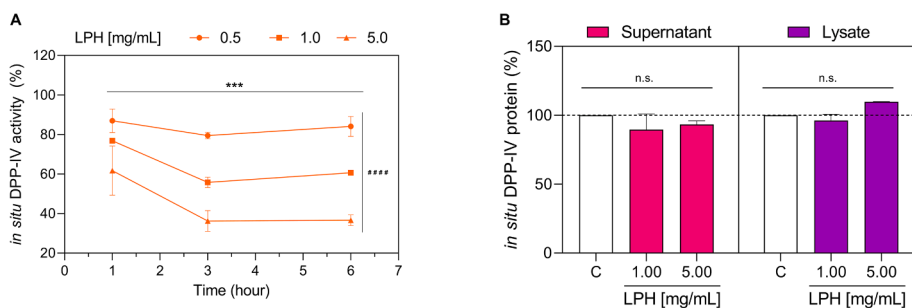 A
LPH [mg/mL] 0.5 1.0 5.0
in situ DPP-IV activity (%)
120
100
80
60
40
20
***
####
0 1 2 3 4 5 6 7
Time (hour)
B
Supernatant Lysate
in situ DPP-IV protein (%)
150
100
50
0
n.s. n.s.
C 1.00 5.00 C 1.00 5.00
LPH [mg/mL] LPH [mg/mL]